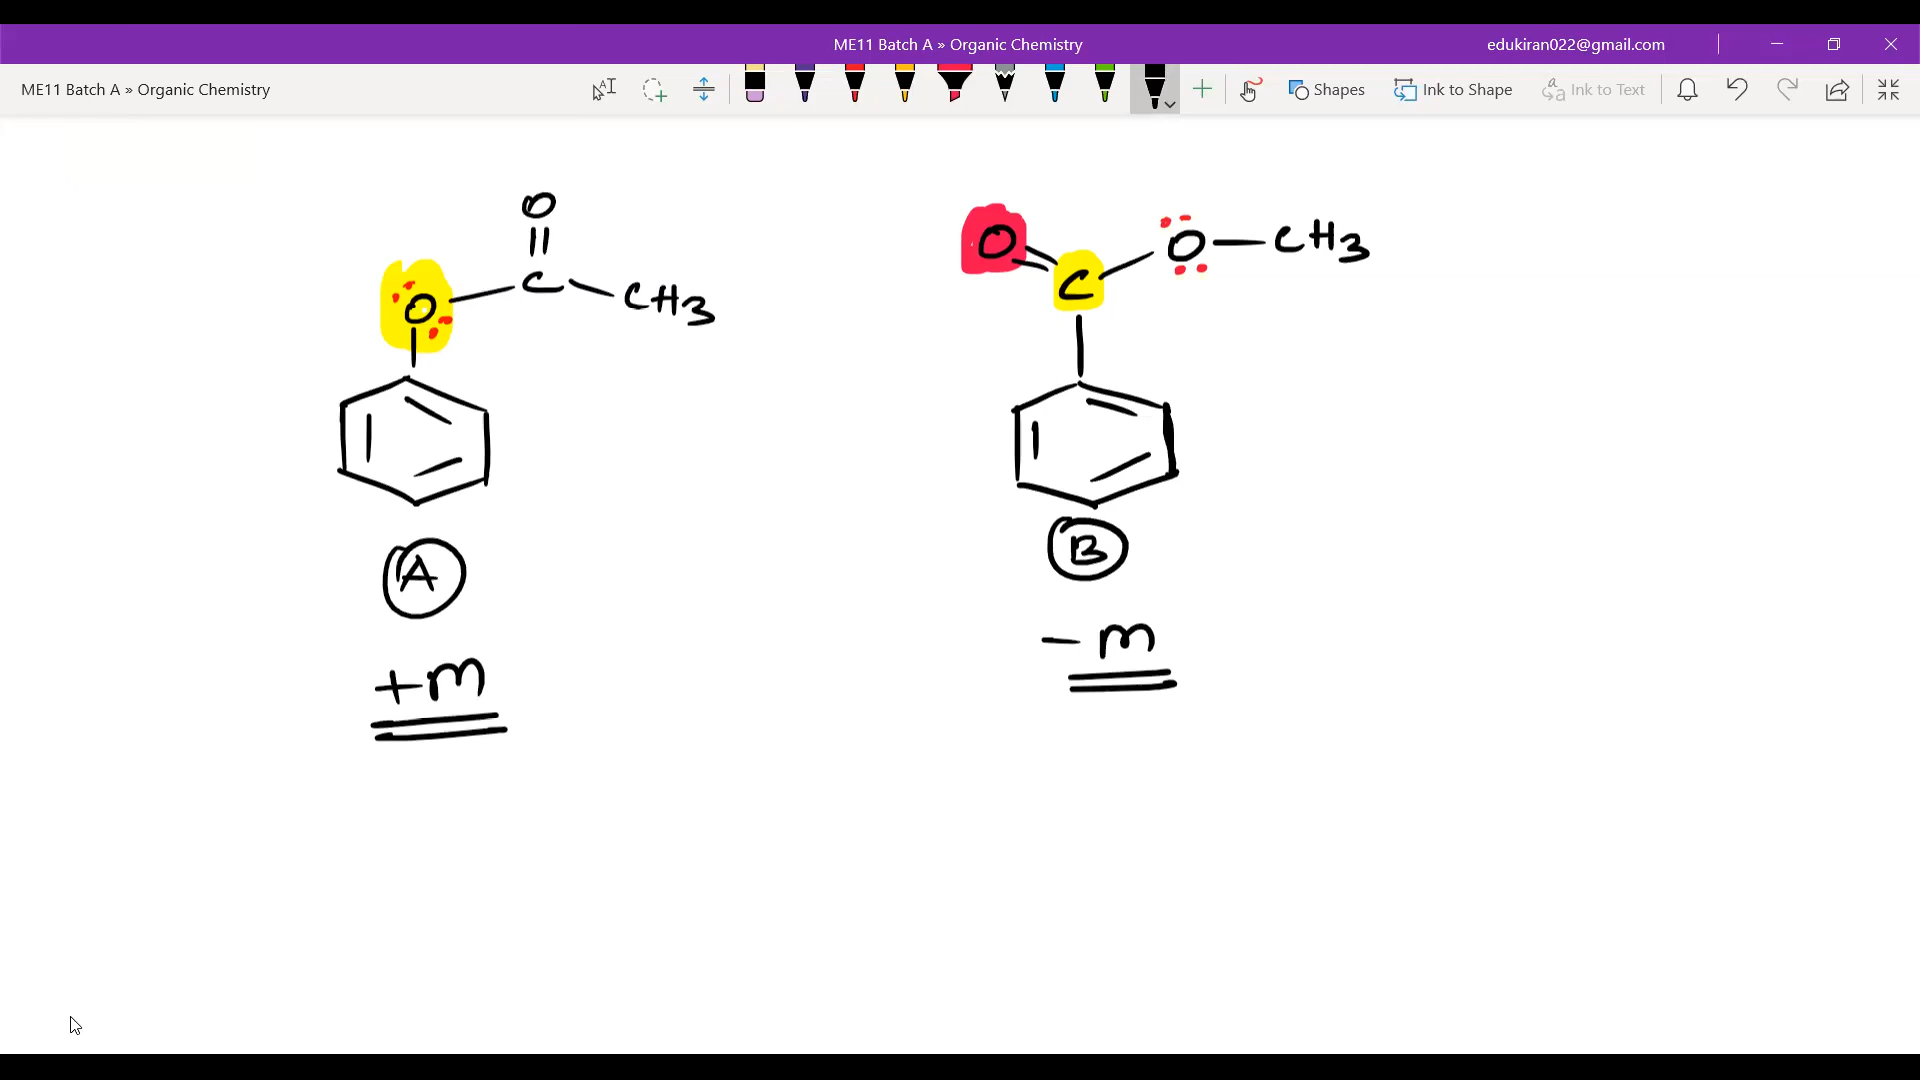 ME11 Batch A » Organic Chemistry
edukiran022@gmail.com
ME11 Batch A » Organic Chemistry
Shapes
Ink to Shape
Ink to Text
O
||
O — C — CH3
A
+m
O = C — O — CH3
B
- m